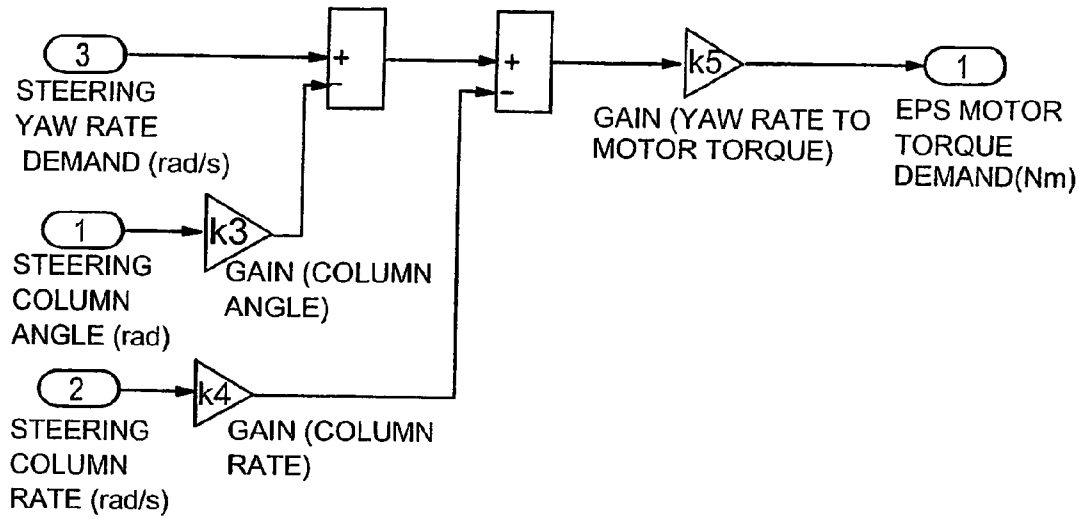 3
+
-
STEERING
YAW RATE
DEMAND (rad/s)
+
-
k5
GAIN (YAW RATE TO
MOTOR TORQUE)
1
EPS MOTOR
TORQUE
DEMAND(Nm)
1
k3
STEERING
COLUMN
ANGLE (rad)
GAIN (COLUMN
ANGLE)
2
k4
STEERING
COLUMN
RATE (rad/s)
GAIN (COLUMN
RATE)